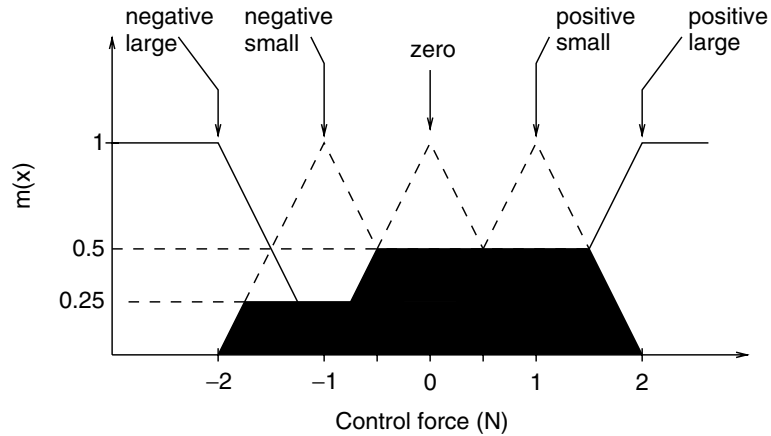 negative
large
negative
small
zero
positive
small
positive
large
m(x)
1
0.5
0.25
−2
−1
0
1
2
Control force (N)